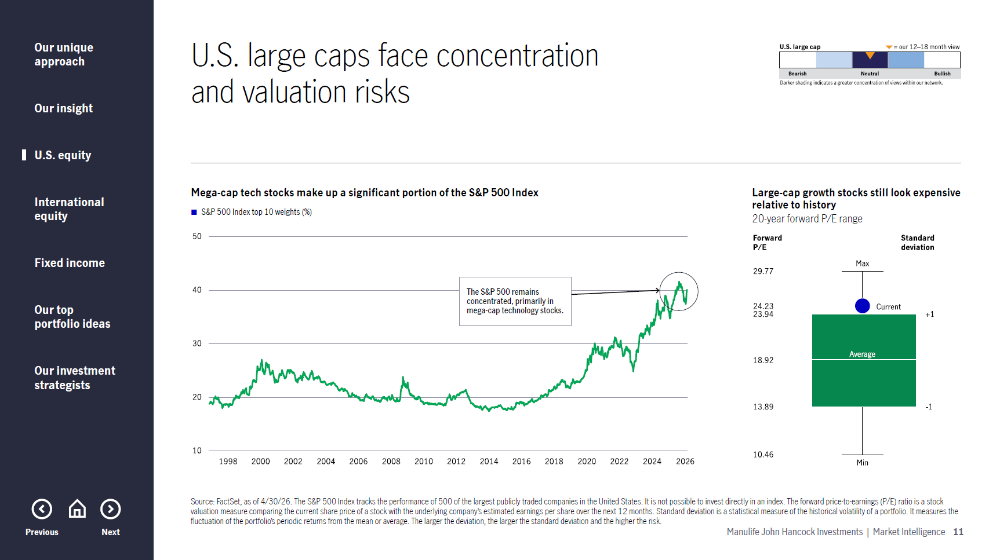 Our unique
approach
Our insight
U.S. equity
International
equity
Fixed income
Our top
portfolio ideas
Our investment
strategists
Previous
Next
U.S. large caps face concentration
and valuation risks
U.S. large cap
= our 12–18 month view
Bearish
Neutral
Bullish
Darker shading indicates a greater concentration of views within our network.
Mega-cap tech stocks make up a significant portion of the S&P 500 Index
S&P 500 Index top 10 weights (%)
50
40
30
20
10
The S&P 500 remains
concentrated, primarily in
mega-cap technology stocks.
1998 2000 2002 2004 2006 2008 2010 2012 2014 2016 2018 2020 2022 2024 2026
Large-cap growth stocks still look expensive
relative to history
20-year forward P/E range
Forward
P/E
Standard
deviation
Max
29.77
24.23
Current
23.94
+1
Average
18.92
13.89
-1
10.46
Min
Source: FactSet, as of 4/30/26. The S&P 500 Index tracks the performance of 500 of the largest publicly traded companies in the United States. It is not possible to invest directly in an index. The forward price-to-earnings (P/E) ratio is a stock
valuation measure comparing the current share price of a stock with the underlying company's estimated earnings per share over the next 12 months. Standard deviation is a statistical measure of the historical volatility of a portfolio. It measures the
fluctuation of the portfolio's periodic returns from the mean or average. The larger the deviation, the larger the standard deviation and the higher the risk.
Manulife John Hancock Investments | Market Intelligence 11